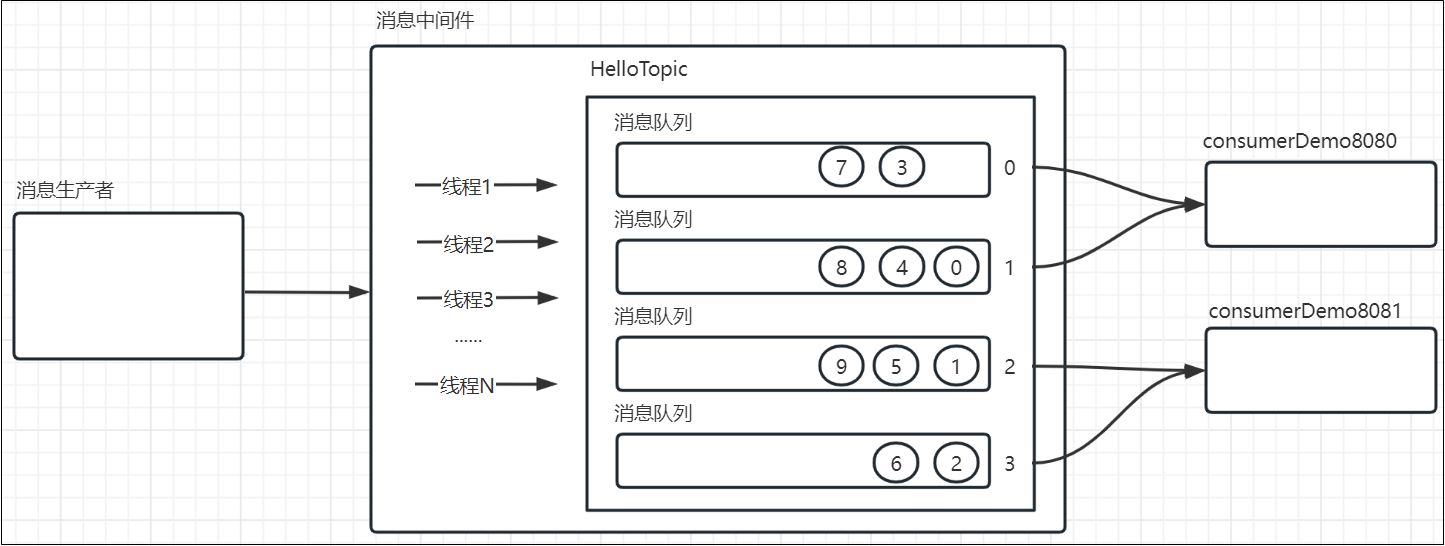 消息中间件
HelloTopic
消息队列
7 3 0
消息队列
8 4 0 1
消息队列
9 5 1 2
消息队列
6 2 3
消息生产者
线程1
线程2
线程3
......
线程N
consumerDemo8080
consumerDemo8081